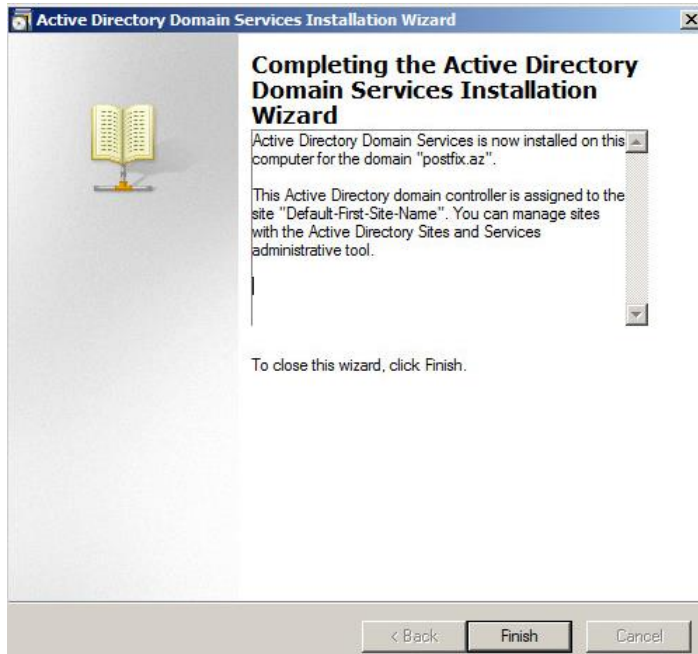 Active Directory Domain Services Installation Wizard
Completing the Active Directory
Domain Services Installation
Wizard
Active Directory Domain Services is now installed on this
computer for the domain "postfix.az".
This Active Directory domain controller is assigned to the
site "Default-First-Site-Name". You can manage sites
with the Active Directory Sites and Services
administrative tool.
To close this wizard, click Finish.
< Back
Finish
Cancel